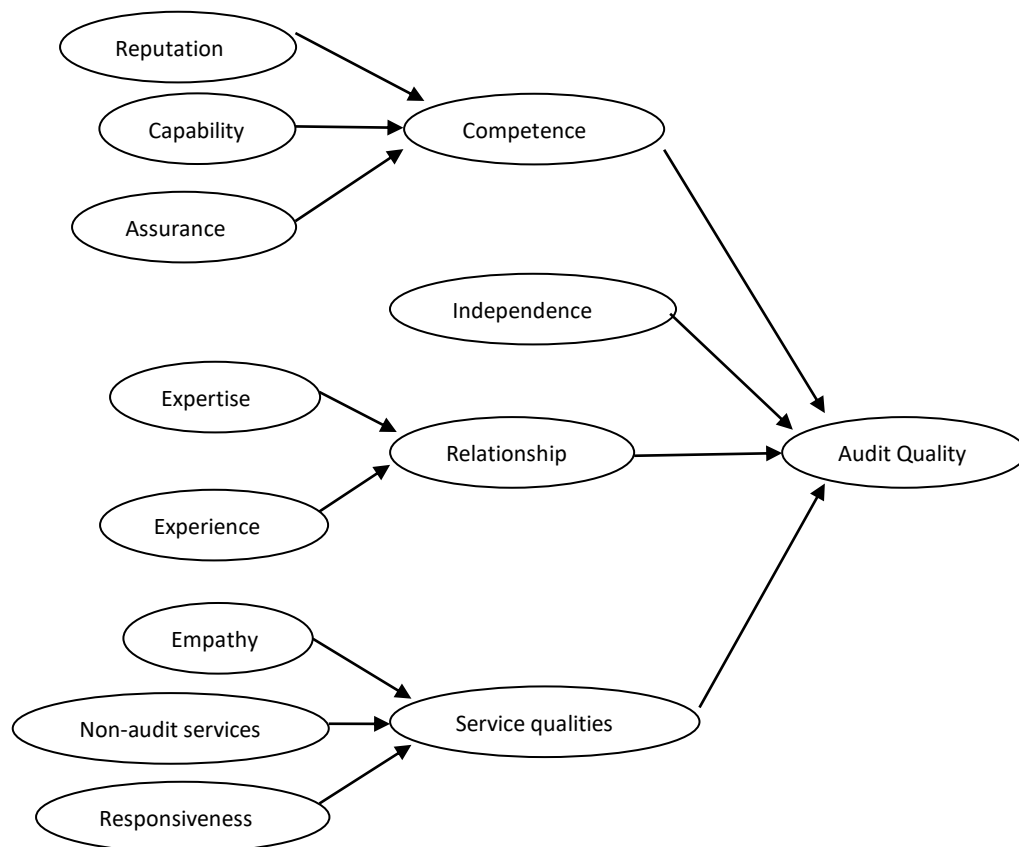 Reputation
Capability
Competence
Assurance
Independence
Expertise
Relationship
Audit Quality
Experience
Empathy
Non-audit services
Service qualities
Responsiveness